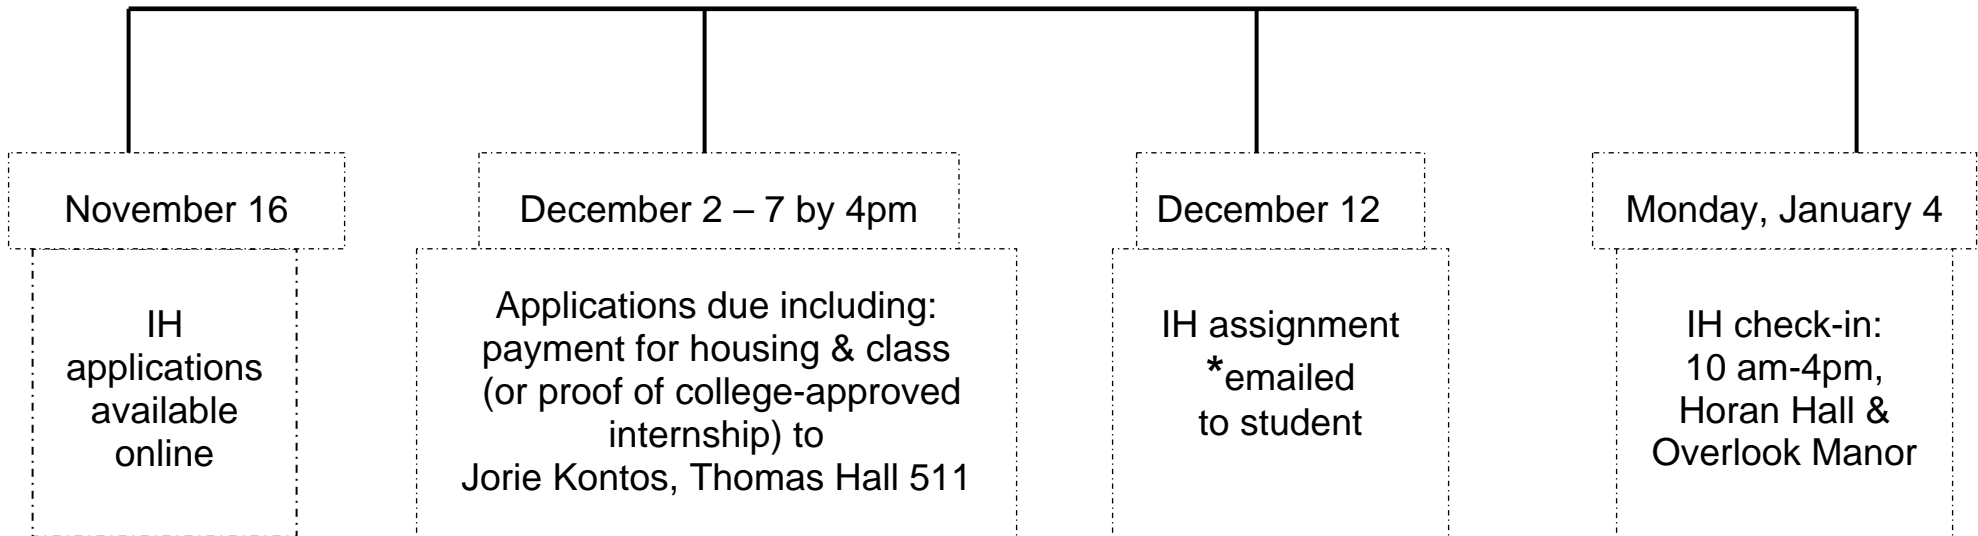 November 16
IH
applications
available
online
December 2 – 7 by 4pm
Applications due including:
payment for housing & class
(or proof of college-approved
internship) to
Jorie Kontos, Thomas Hall 511
December 12
IH assignment
*emailed
to student
Monday, January 4
IH check-in:
10 am-4pm,
Horan Hall &
Overlook Manor